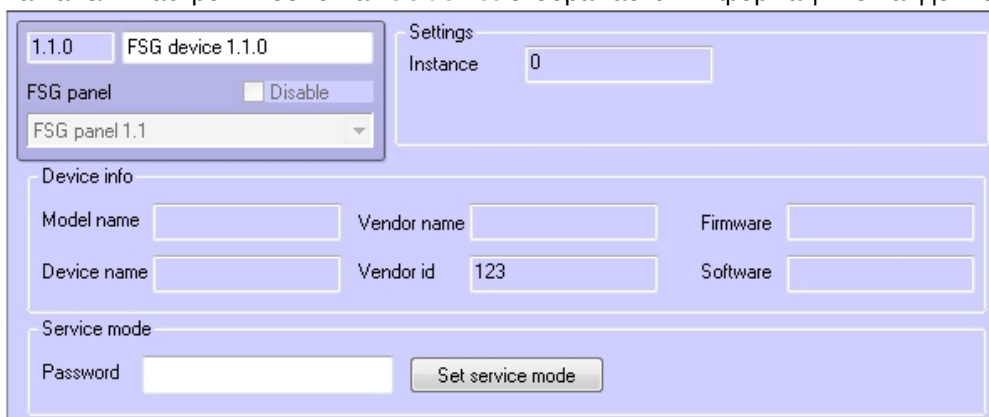 1.1.0 FSG device 1.1.0
FSG panel Disable
FSG panel 1.1
Settings
Instance 0
Device info
Model name Vendor name Firmware
Device name Vendor id 123 Software
Service mode
Password Set service mode